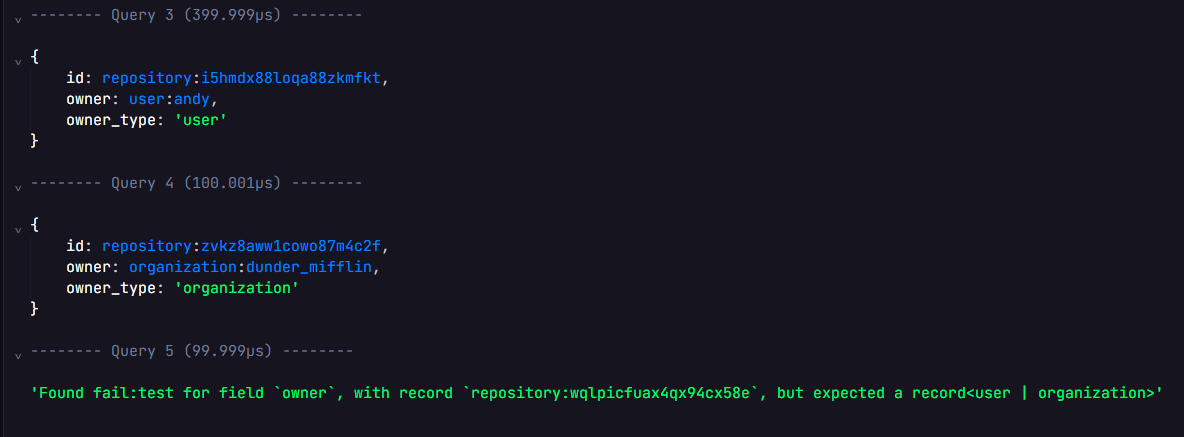 -------- Query 3 (399.999µs) --------
{
    id: repository:i5hmdx88loqa88zkmfkt,
    owner: user:andy,
    owner_type: 'user'
}
-------- Query 4 (100.001µs) --------
{
    id: repository:zvkz8aww1cowo87m4c2f,
    owner: organization:dunder_mifflin,
    owner_type: 'organization'
}
-------- Query 5 (99.999µs) --------
'Found fail:test for field `owner`, with record `repository:wqlpicfuax4qx94cx58e`, but expected a record<user | organization>'